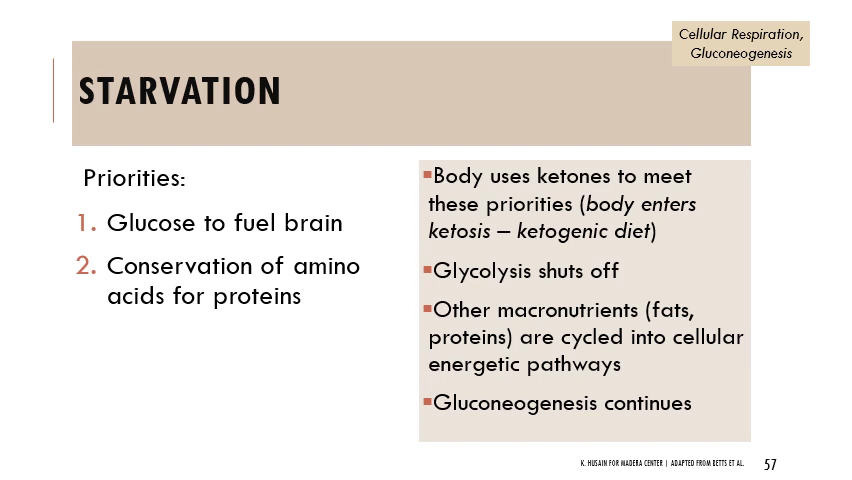 Cellular Respiration,
Gluconeogenesis
STARVATION
Priorities:
1. Glucose to fuel brain
2. Conservation of amino
acids for proteins
▪Body uses ketones to meet
these priorities (body enters
ketosis – ketogenic diet)
▪Glycolysis shuts off
▪Other macronutrients (fats,
proteins) are cycled into cellular
energetic pathways
▪Gluconeogenesis continues
K. HUSAIN FOR MADERA CENTER | ADAPTED FROM BETTS ET AL.
57